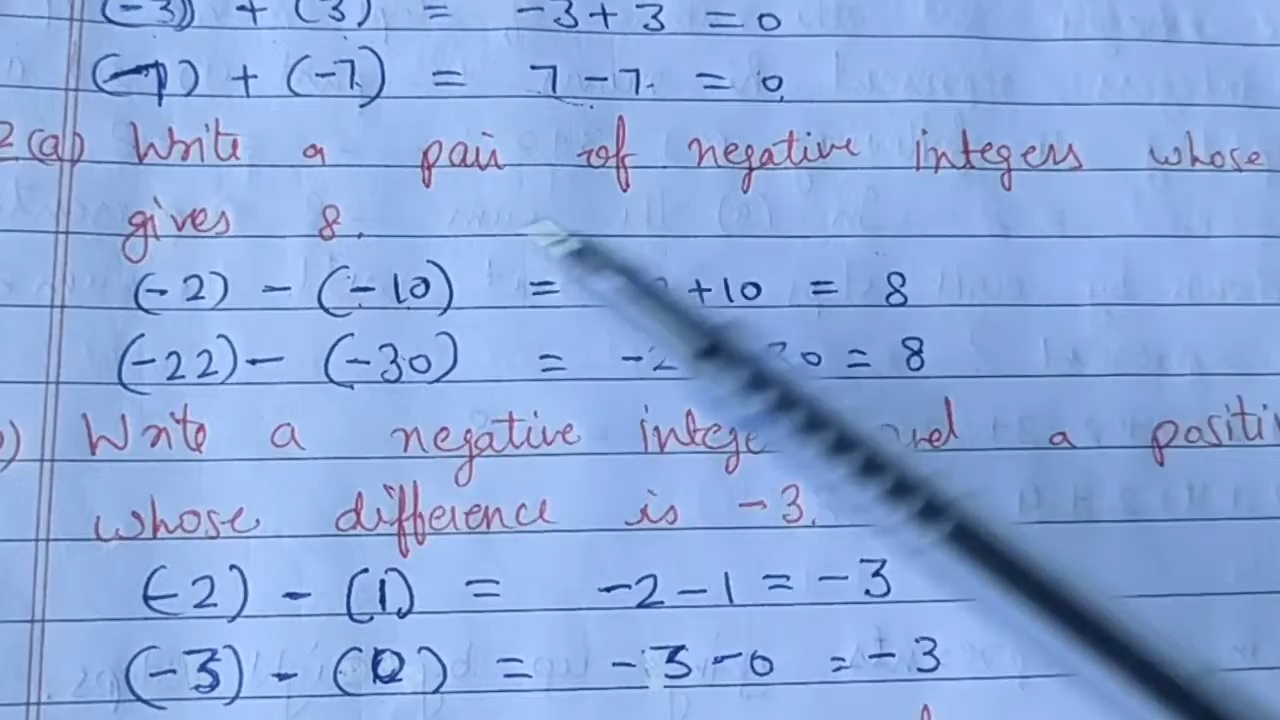 (-3) + (3) = -3+3 = 0
+ (-7) = 7-7 = 0
2(a) Write a pair of negative integers whose
gives 8.
(-2) - (-10) = +10 = 8
(-22) - (-30) = = 8
Write a negative a
whose difference is -3.
(-2) - (1) = -2-1 = -3
(-3) - (0) = -3-0 = -3